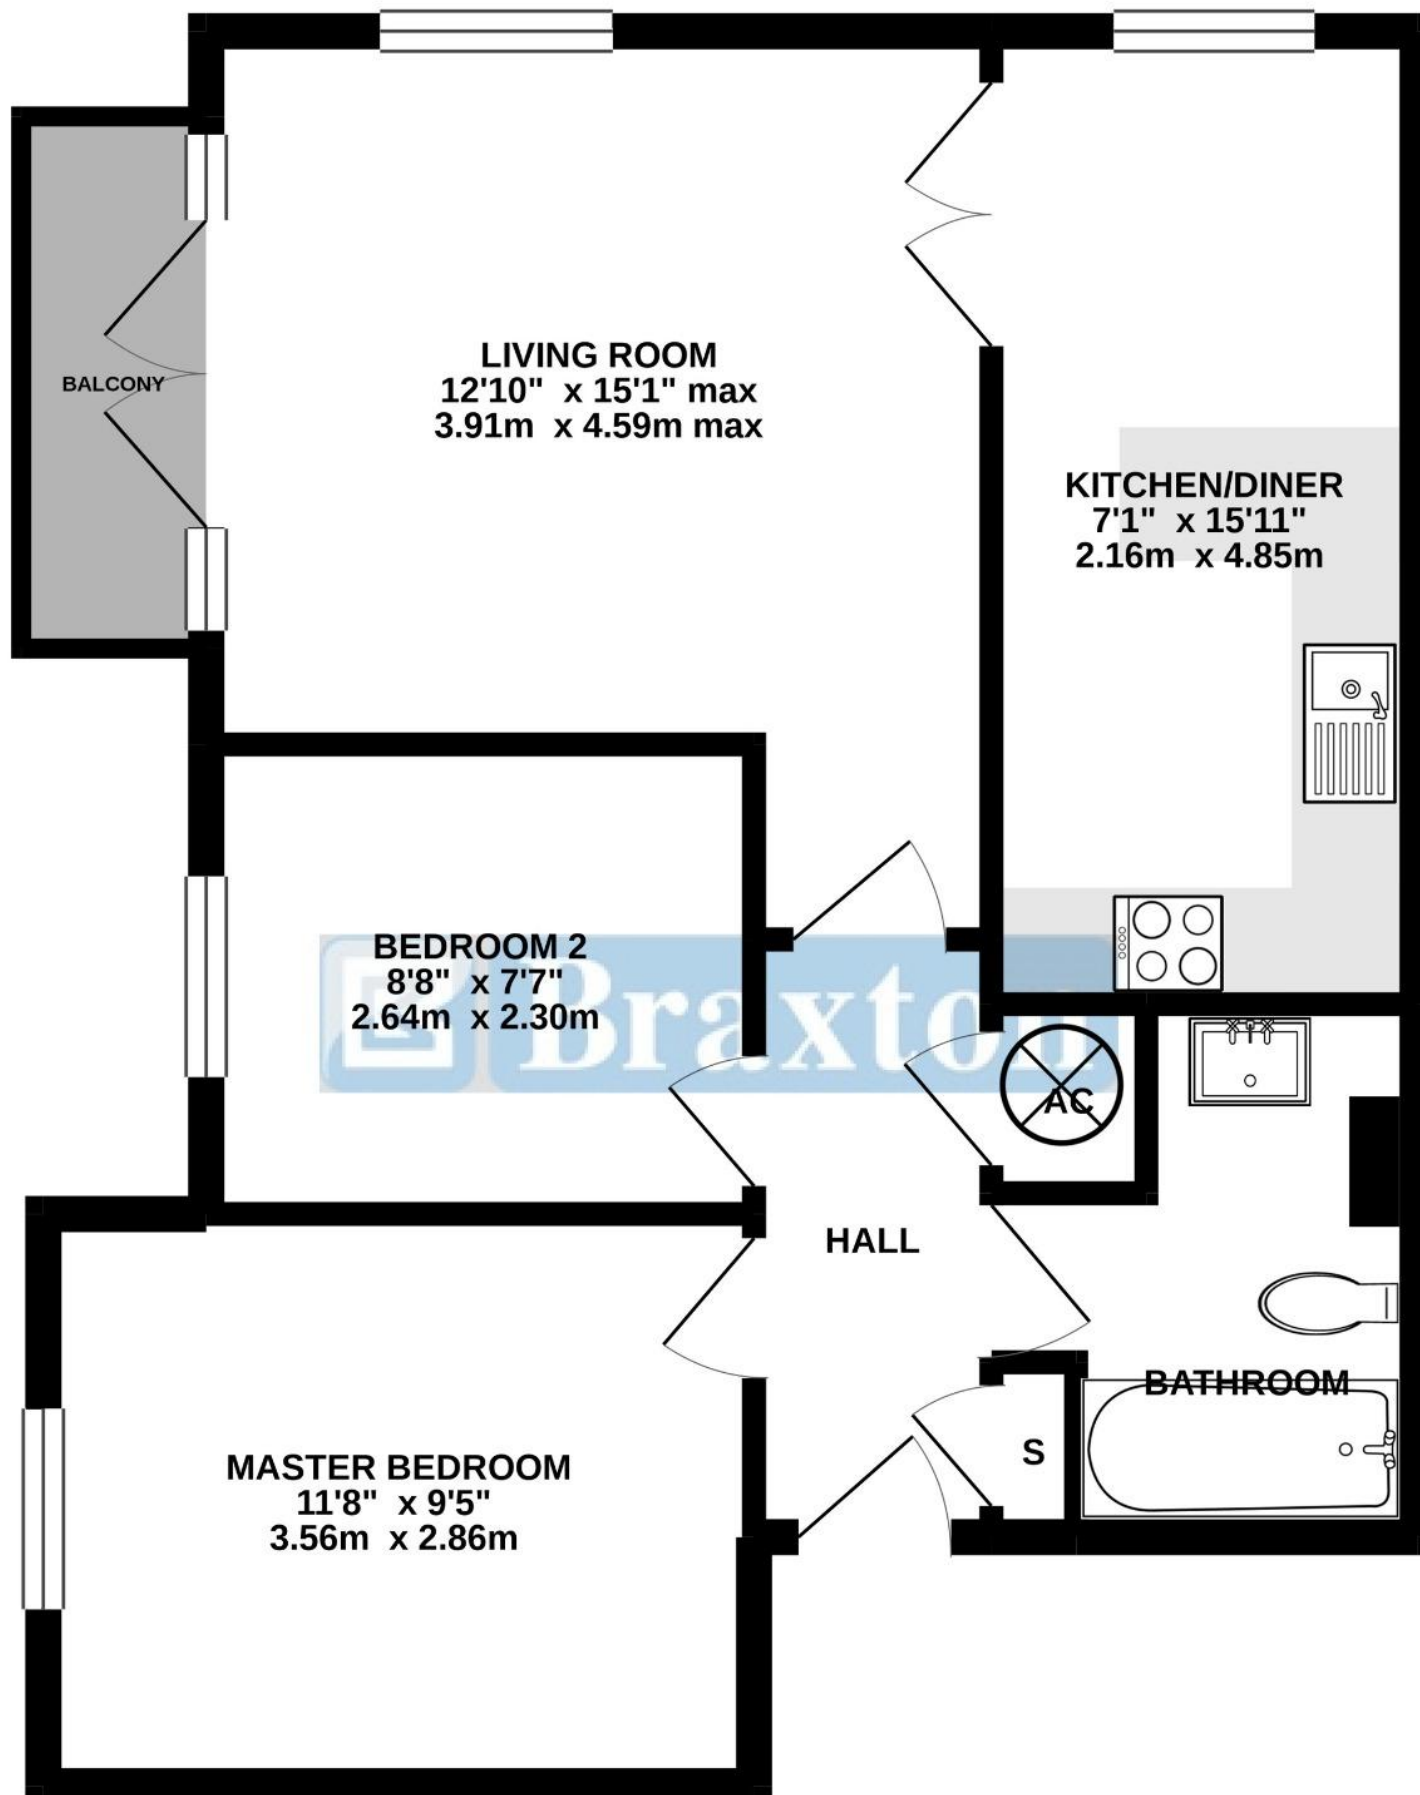 BALCONY
LIVING ROOM
12'10" x 15'1" max
3.91m x 4.59m max
KITCHEN/DINER
7'1" x 15'11"
2.16m x 4.85m
BEDROOM 2
8'8" x 7'7"
2.64m x 2.30m
Braxton
AC
HALL
BATHROOM
S
MASTER BEDROOM
11'8" x 9'5"
3.56m x 2.86m